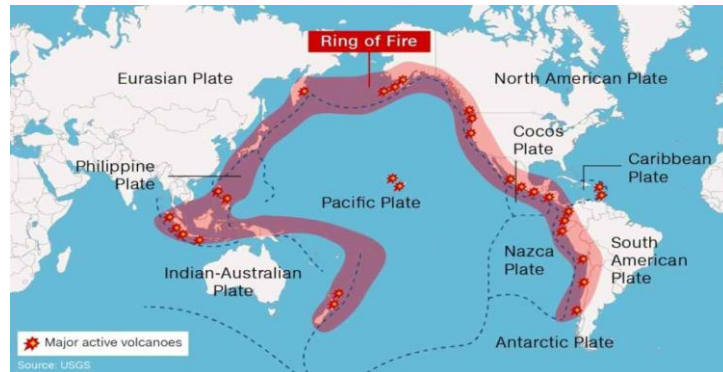 Ring of Fire
Eurasian Plate
North American Plate
Cocos
Plate
Caribbean
Plate
Philippine
Plate
Pacific Plate
Nazca
Plate
South
American
Plate
Indian-Australian
Plate
Antarctic Plate
Major active volcanoes
Source: USGS